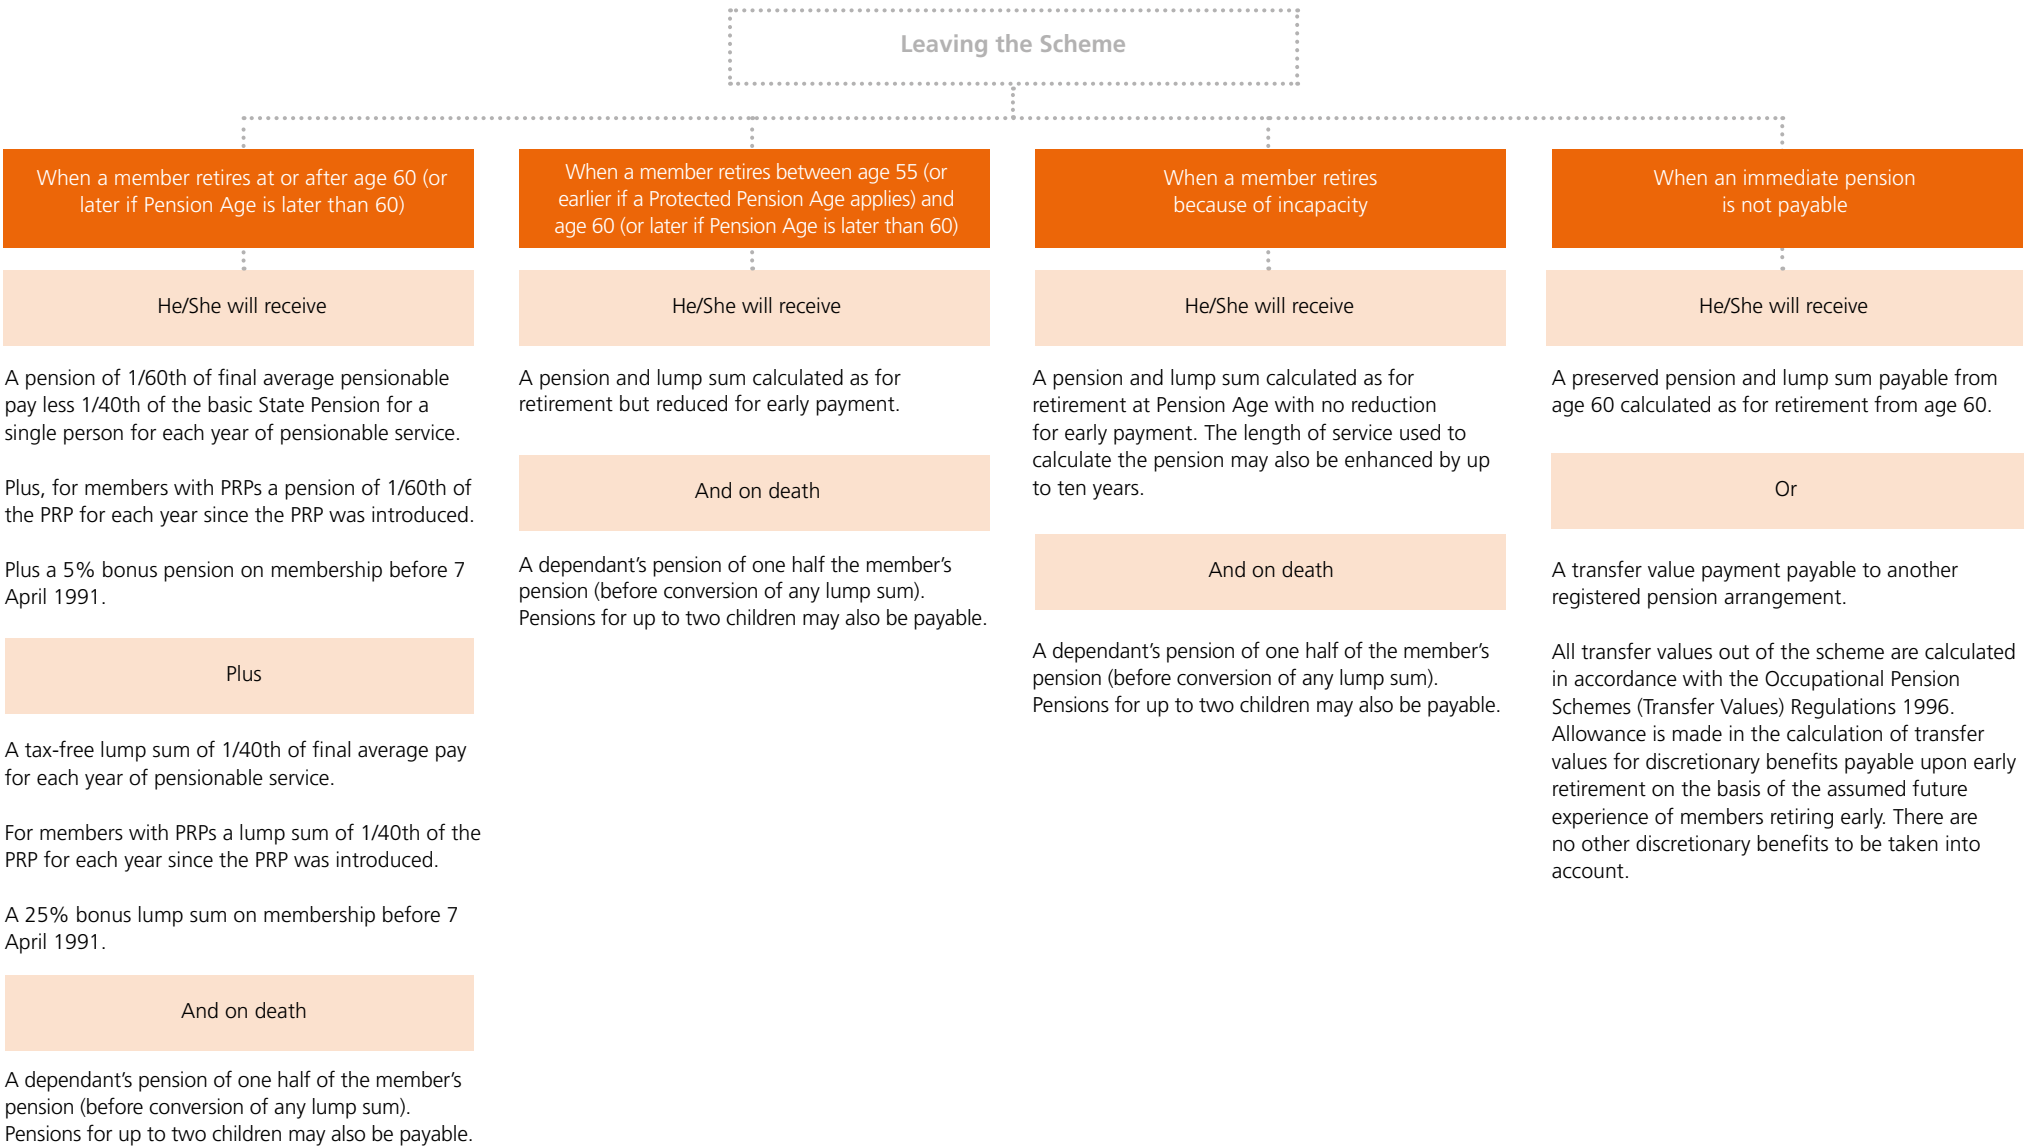 Leaving the Scheme
When a member retires at or after age 60 (or
later if Pension Age is later than 60)
He/She will receive
A pension of 1/60th of final average pensionable
pay less 1/40th of the basic State Pension for a
single person for each year of pensionable service.
Plus, for members with PRPs a pension of 1/60th of
the PRP for each year since the PRP was introduced.
Plus a 5% bonus pension on membership before 7
April 1991.
Plus
A tax-free lump sum of 1/40th of final average pay
for each year of pensionable service.
For members with PRPs a lump sum of 1/40th of the
PRP for each year since the PRP was introduced.
A 25% bonus lump sum on membership before 7
April 1991.
And on death
A dependant’s pension of one half of the member’s
pension (before conversion of any lump sum).
Pensions for up to two children may also be payable.
When a member retires between age 55 (or
earlier if a Protected Pension Age applies) and
age 60 (or later if Pension Age is later than 60)
He/She will receive
A pension and lump sum calculated as for
retirement but reduced for early payment.
And on death
A dependant’s pension of one half the member’s
pension (before conversion of any lump sum).
Pensions for up to two children may also be payable.
When a member retires
because of incapacity
He/She will receive
A pension and lump sum calculated as for
retirement at Pension Age with no reduction
for early payment. The length of service used to
calculate the pension may also be enhanced by up
to ten years.
And on death
A dependant’s pension of one half of the member’s
pension (before conversion of any lump sum).
Pensions for up to two children may also be payable.
When an immediate pension
is not payable
He/She will receive
A preserved pension and lump sum payable from
age 60 calculated as for retirement from age 60.
Or
A transfer value payment payable to another
registered pension arrangement.
All transfer values out of the scheme are calculated
in accordance with the Occupational Pension
Schemes (Transfer Values) Regulations 1996.
Allowance is made in the calculation of transfer
values for discretionary benefits payable upon early
retirement on the basis of the assumed future
experience of members retiring early. There are
no other discretionary benefits to be taken into
account.